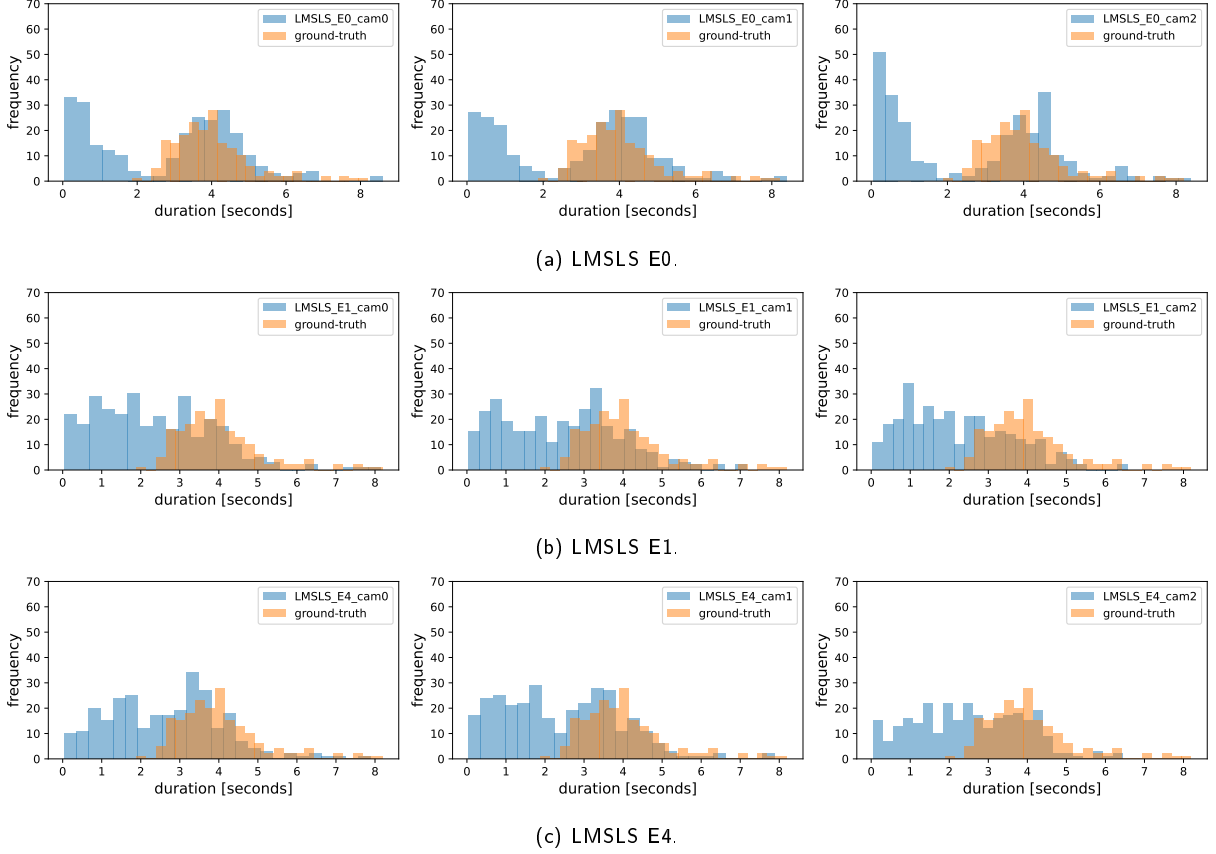 70
60
50
40
30
20
10
0
frequency
LMSLS_E0_cam0
ground-truth
0 2 4 6 8
duration [seconds]
70
60
50
40
30
20
10
0
frequency
LMSLS_E0_cam1
ground-truth
0 2 4 6 8
duration [seconds]
70
60
50
40
30
20
10
0
frequency
LMSLS_E0_cam2
ground-truth
0 2 4 6 8
duration [seconds]
(a) LMSLS E0.
70
60
50
40
30
20
10
0
frequency
LMSLS_E1_cam0
ground-truth
0 1 2 3 4 5 6 7 8
duration [seconds]
70
60
50
40
30
20
10
0
frequency
LMSLS_E1_cam1
ground-truth
0 1 2 3 4 5 6 7 8
duration [seconds]
70
60
50
40
30
20
10
0
frequency
LMSLS_E1_cam2
ground-truth
0 1 2 3 4 5 6 7 8
duration [seconds]
(b) LMSLS E1.
70
60
50
40
30
20
10
0
frequency
LMSLS_E4_cam0
ground-truth
0 1 2 3 4 5 6 7 8
duration [seconds]
70
60
50
40
30
20
10
0
frequency
LMSLS_E4_cam1
ground-truth
0 1 2 3 4 5 6 7 8
duration [seconds]
70
60
50
40
30
20
10
0
frequency
LMSLS_E4_cam2
ground-truth
0 1 2 3 4 5 6 7 8
duration [seconds]
(c) LMSLS E4.